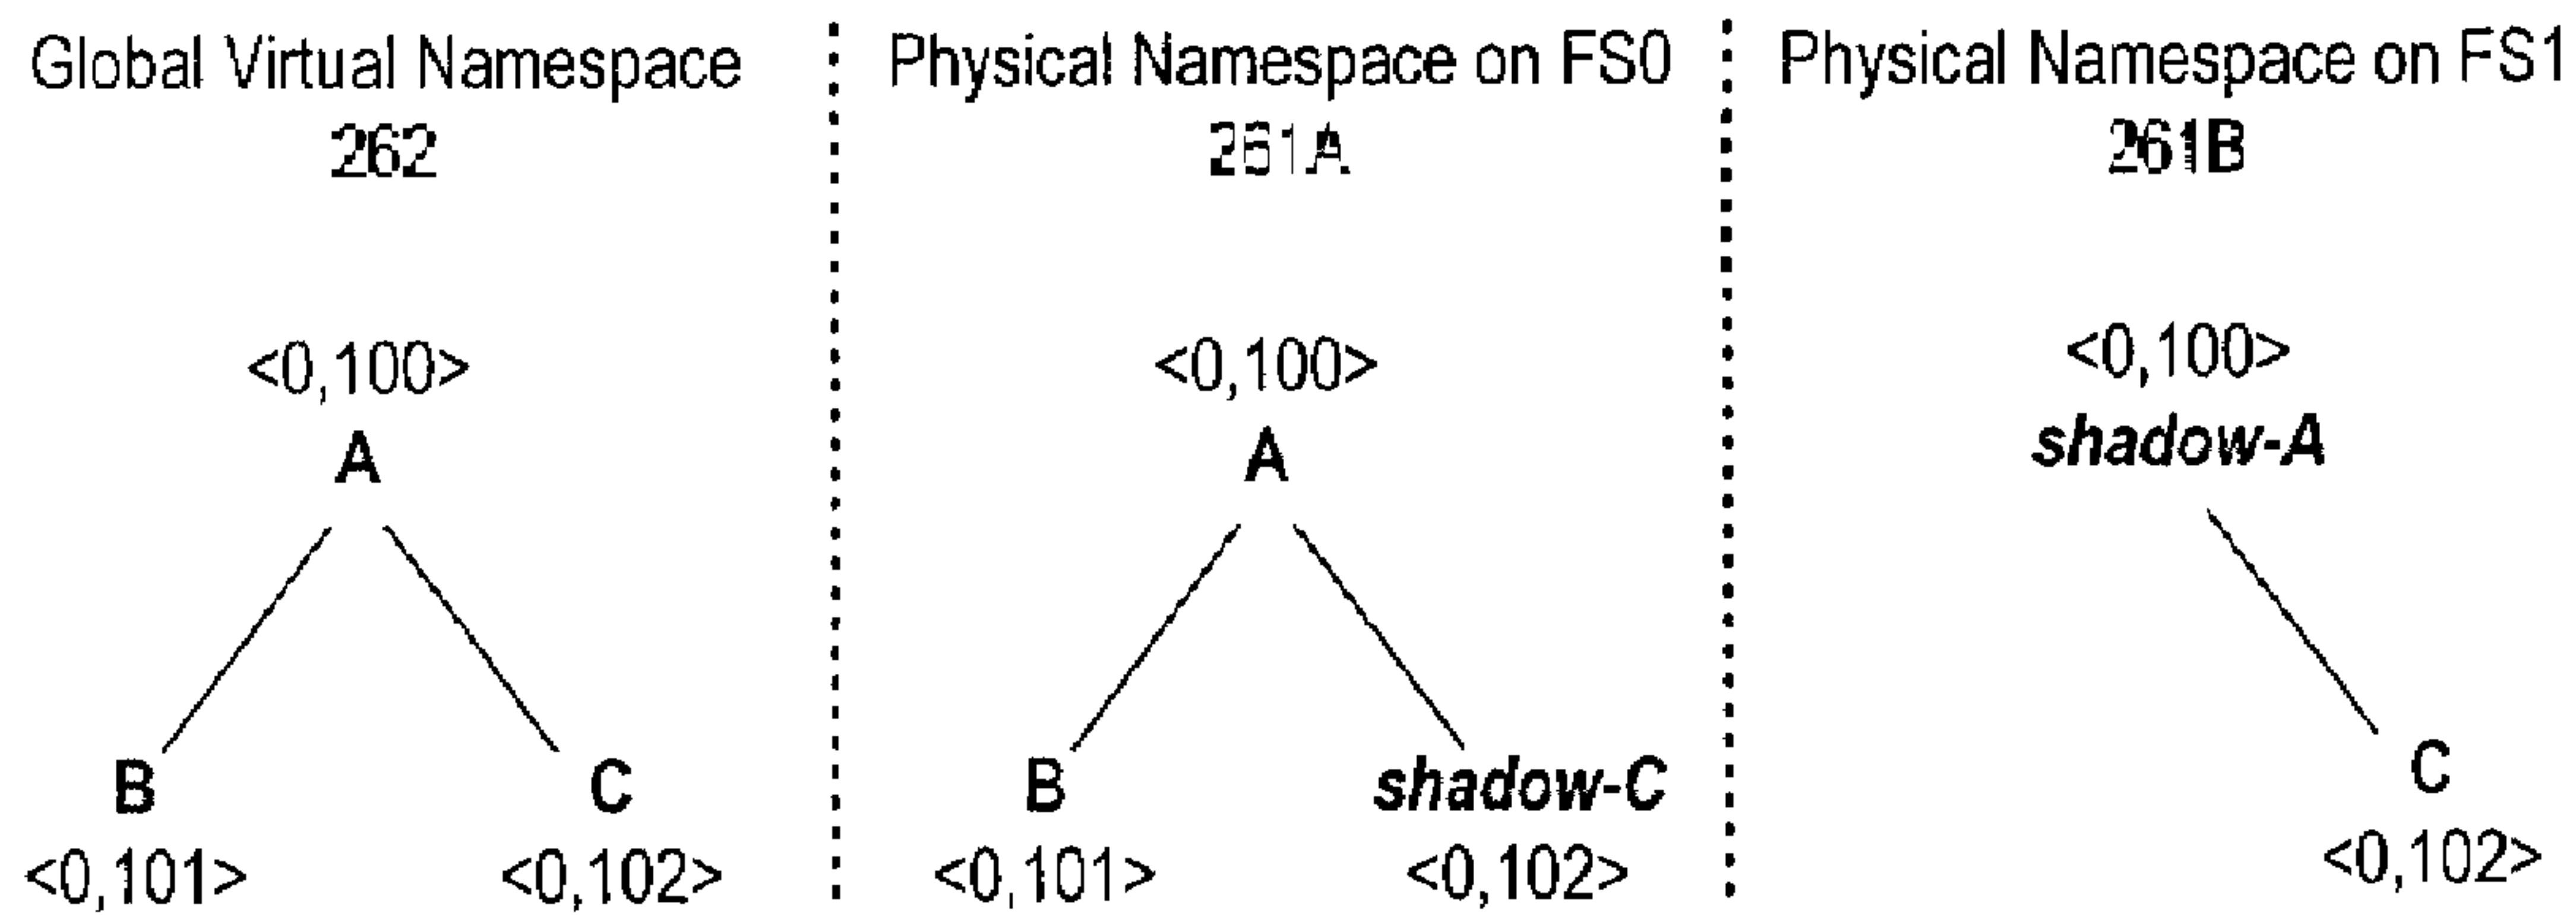 Global Virtual Namespace
262
<0,100>
A
B
C
<0,101>
<0,102>
Physical Namespace on FS0
261A
<0,100>
A
B
shadow-C
<0,101>
<0,102>
Physical Namespace on FS1
261B
<0,100>
shadow-A
C
<0,102>